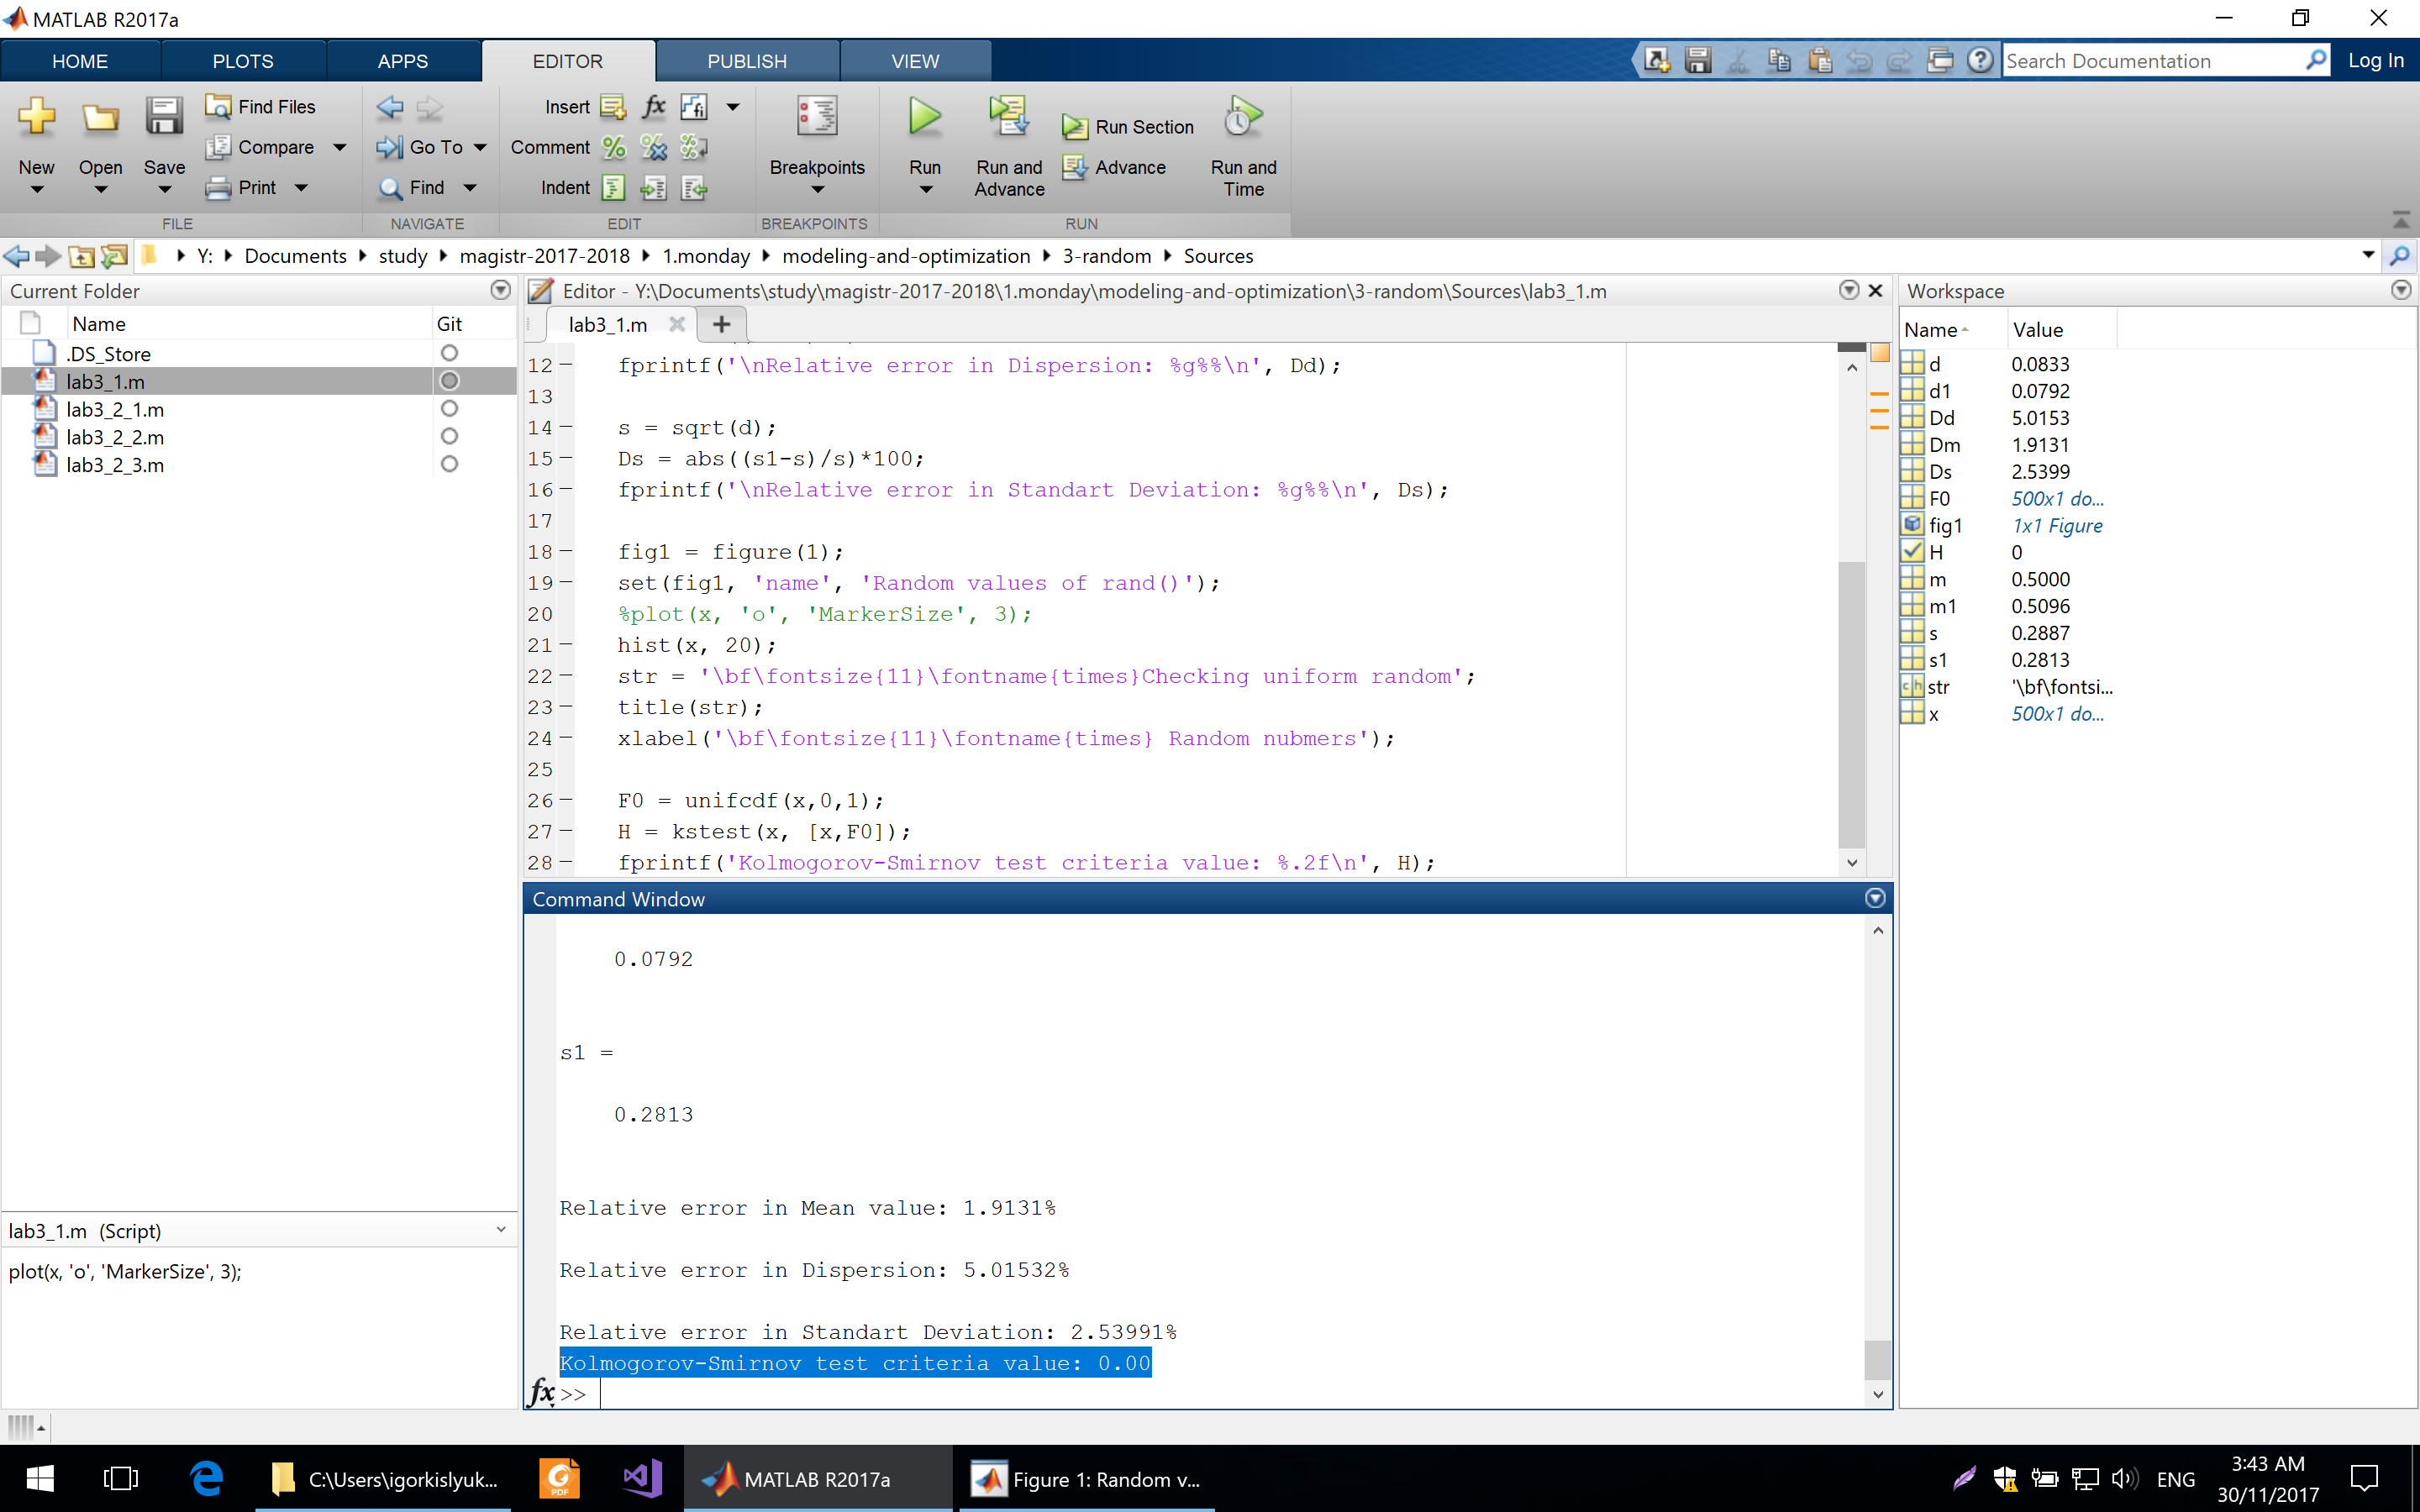 MATLAB R2017a
HOME PLOTS APPS EDITOR PUBLISH VIEW Search Documentation Log In
New Open Save Find Files Compare Print
FILE
Go To Find
NAVIGATE
Insert fx fi
Comment
Indent
EDIT
Breakpoints
BREAKPOINTS
Run Run and Advance Run Section Advance Run and Time
RUN
Y: Documents study magistr-2017-2018 1.monday modeling-and-optimization 3-random Sources
Current Folder
Name Git
.DS_Store
lab3_1.m
lab3_2_1.m
lab3_2_2.m
lab3_2_3.m
lab3_1.m (Script)
plot(x, 'o', 'MarkerSize', 3);
Editor - Y:\Documents\study\magistr-2017-2018\1.monday\modeling-and-optimization\3-random\Sources\lab3_1.m
lab3_1.m
12 fprintf('\nRelative error in Dispersion: %g%%\n', Dd);
13
14 s = sqrt(d);
15 Ds = abs((s1-s)/s)*100;
16 fprintf('\nRelative error in Standart Deviation: %g%%\n', Ds);
17
18 fig1 = figure(1);
19 set(fig1, 'name', 'Random values of rand()');
20 %plot(x, 'o', 'MarkerSize', 3);
21 hist(x, 20);
22 str = '\bf\fontsize{11}\fontname{times}Checking uniform random';
23 title(str);
24 xlabel('\bf\fontsize{11}\fontname{times} Random nubmers');
25
26 F0 = unifcdf(x,0,1);
27 H = kstest(x, [x,F0]);
28 fprintf('Kolmogorov-Smirnov test criteria value: %.2f\n', H);
Command Window
0.0792
s1 =
0.2813
Relative error in Mean value: 1.9131%
Relative error in Dispersion: 5.01532%
Relative error in Standart Deviation: 2.53991%
Kolmogorov-Smirnov test criteria value: 0.00
fx >>
Workspace
Name Value
d 0.0833
d1 0.0792
Dd 5.0153
Dm 1.9131
Ds 2.5399
F0 500x1 do...
fig1 1x1 Figure
H 0
m 0.5000
m1 0.5096
s 0.2887
s1 0.2813
str '\bf\fontsi...
x 500x1 do...
C:\Users\igorkislyuk... PDF MATLAB R2017a Figure 1: Random v... ENG 3:43 AM
30/11/2017